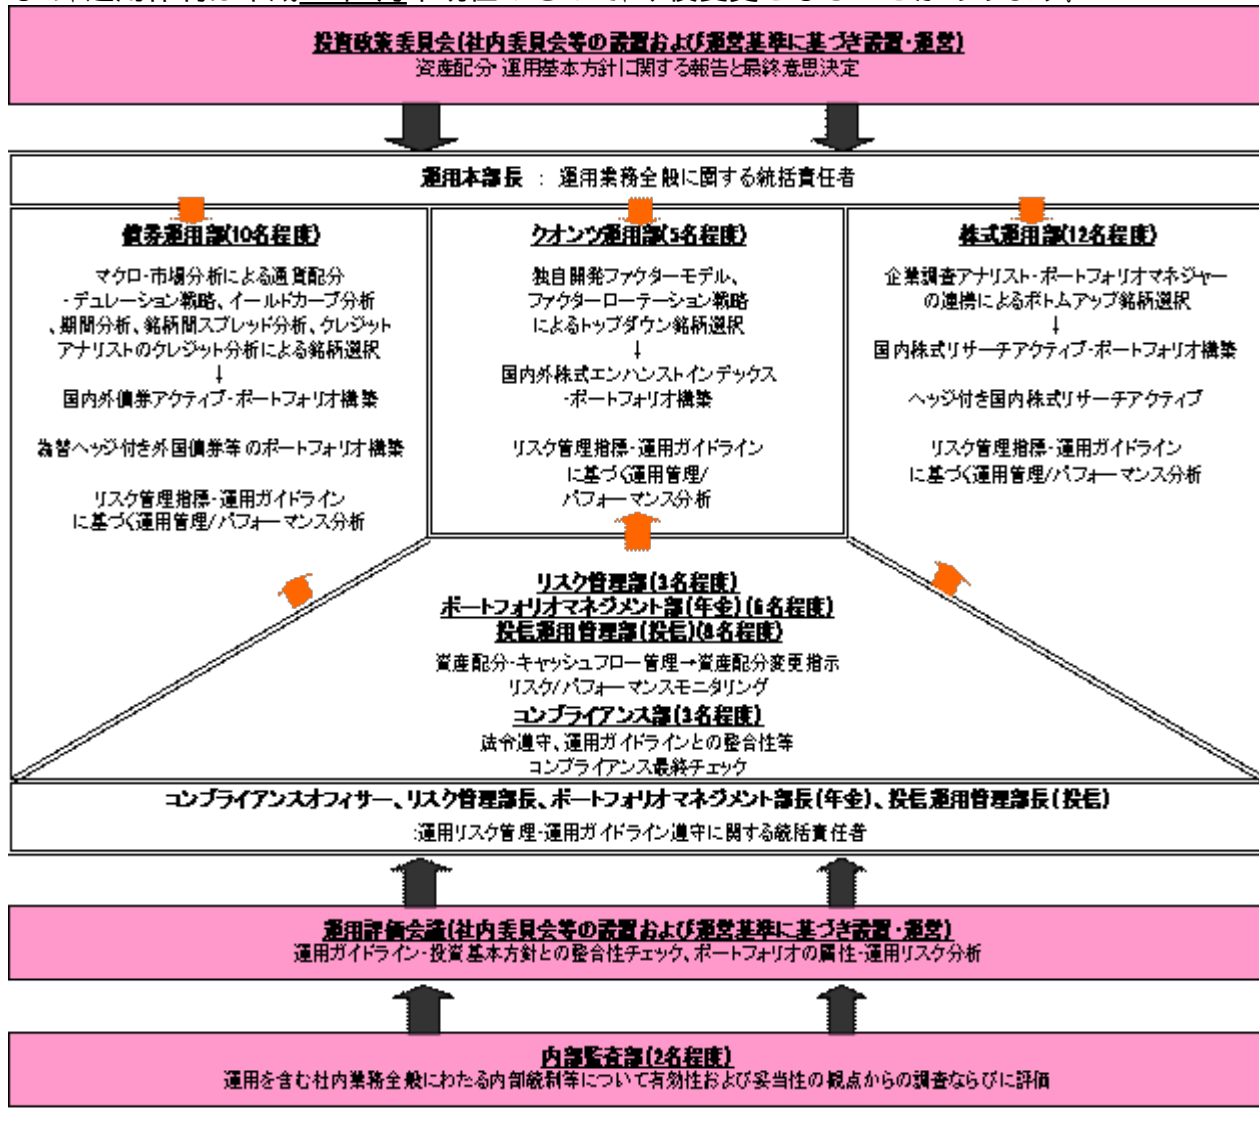 投資政策委員会(社内委員会等の設置および運営基準に基づき設置・運営)
資産配分・運用基本方針に関する報告と最終意思決定
運用本部長 : 運用業務全般に関する統括責任者
債券運用部(10名程度)
マクロ・市場分析による通貨配分
・デュレーション戦略、イールドカーブ分析
、期間分析、銘柄間スプレッド分析、クレジット
アナリストのクレジット分析による銘柄選択
↓
国内外債券アクティブ・ポートフォリオ構築
為替ヘッジ付き外国債券等のポートフォリオ構築
リスク管理指標・運用ガイドライン
に基づく運用管理/パフォーマンス分析
クオンツ運用部(5名程度)
独自開発ファクターモデル、
ファクターローテーション戦略
によるトップダウン銘柄選択
↓
国内外株式エンハンストインデックス
・ポートフォリオ構築
リスク管理指標・運用ガイドライン
に基づく運用管理/
パフォーマンス分析
株式運用部(12名程度)
企業調査アナリスト・ポートフォリオマネジャー
の連携によるボトムアップ銘柄選択
↓
国内株式リサーチアクティブ・ポートフォリオ構築
ヘッジ付き国内株式リサーチアクティブ
リスク管理指標・運用ガイドライン
に基づく運用管理/パフォーマンス分析
リスク管理部(3名程度)
ポートフォリオマネジメント部(年金)(6名程度)
投信運用管理部(投信)(8名程度)
資産配分・キャッシュフロー管理→資産配分変更指示
リスク/パフォーマンスモニタリング
コンプライアンス部(3名程度)
法令遵守、運用ガイドラインとの整合性等
コンプライアンス最終チェック
コンプライアンスオフィサー、リスク管理部長、ポートフォリオマネジメント部長(年金)、投信運用管理部長(投信)
:運用リスク管理・運用ガイドライン遵守に関する統括責任者
運用評価会議(社内委員会等の設置および運営基準に基づき設置・運営)
運用ガイドライン・投資基本方針との整合性チェック、ポートフォリオの属性・運用リスク分析
内部監査部(2名程度)
運用を含む社内業務全般にわたる内部統制等について有効性および妥当性の観点からの調査ならびに評価